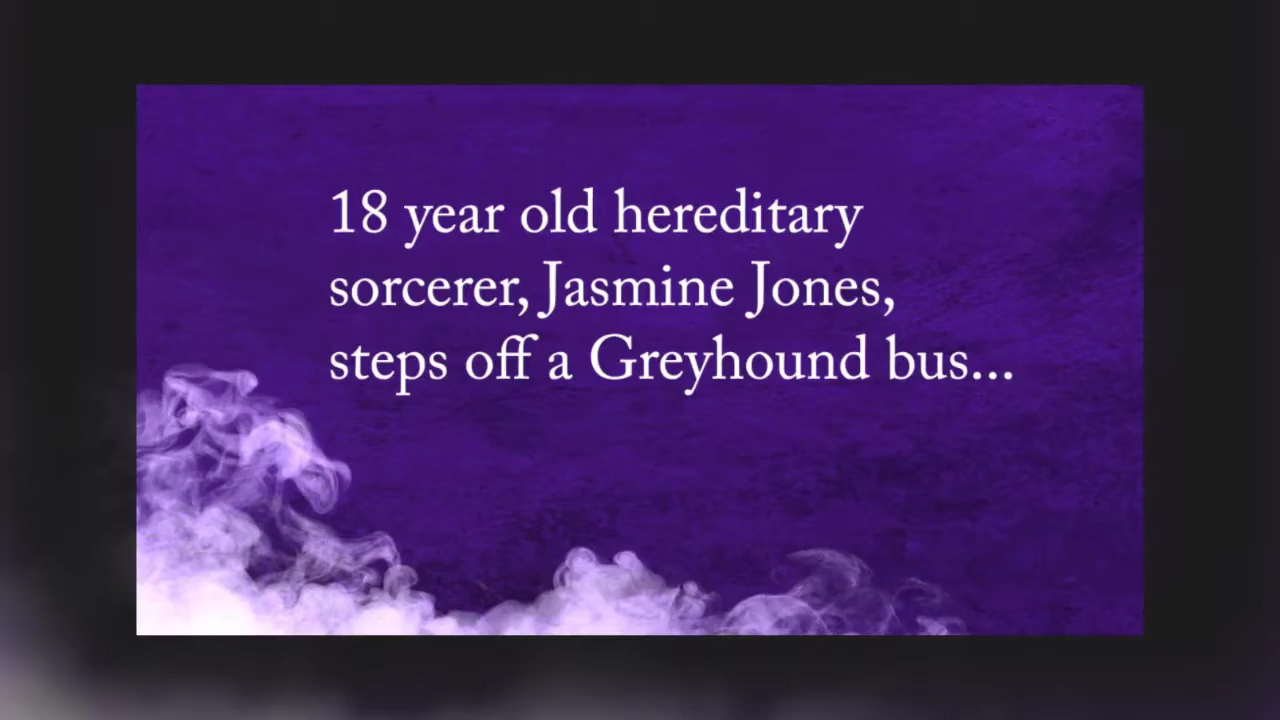 18 year old hereditary
sorcerer, Jasmine Jones,
steps off a Greyhound bus...